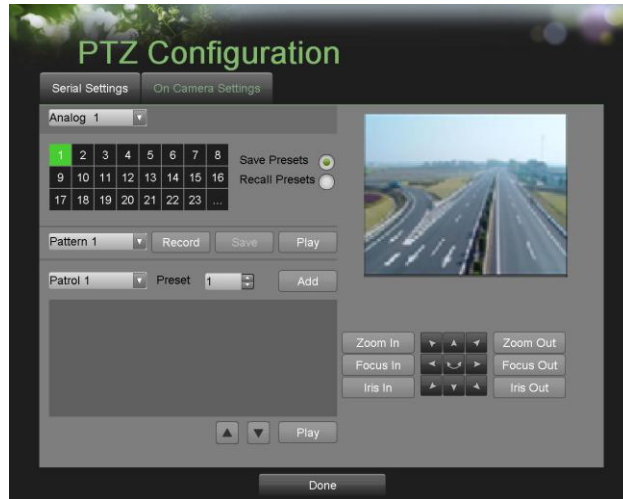 PTZ Configuration
Serial Settings On Camera Settings
Analog 1
1 2 3 4 5 6 7 8
9 10 11 12 13 14 15 16
17 18 19 20 21 22 23 ...
Save Presets
Recall Presets
Pattern 1 Record Save Play
Patrol 1 Preset 1 Add
Play
Zoom In Zoom Out
Focus In Focus Out
Iris In Iris Out
Done